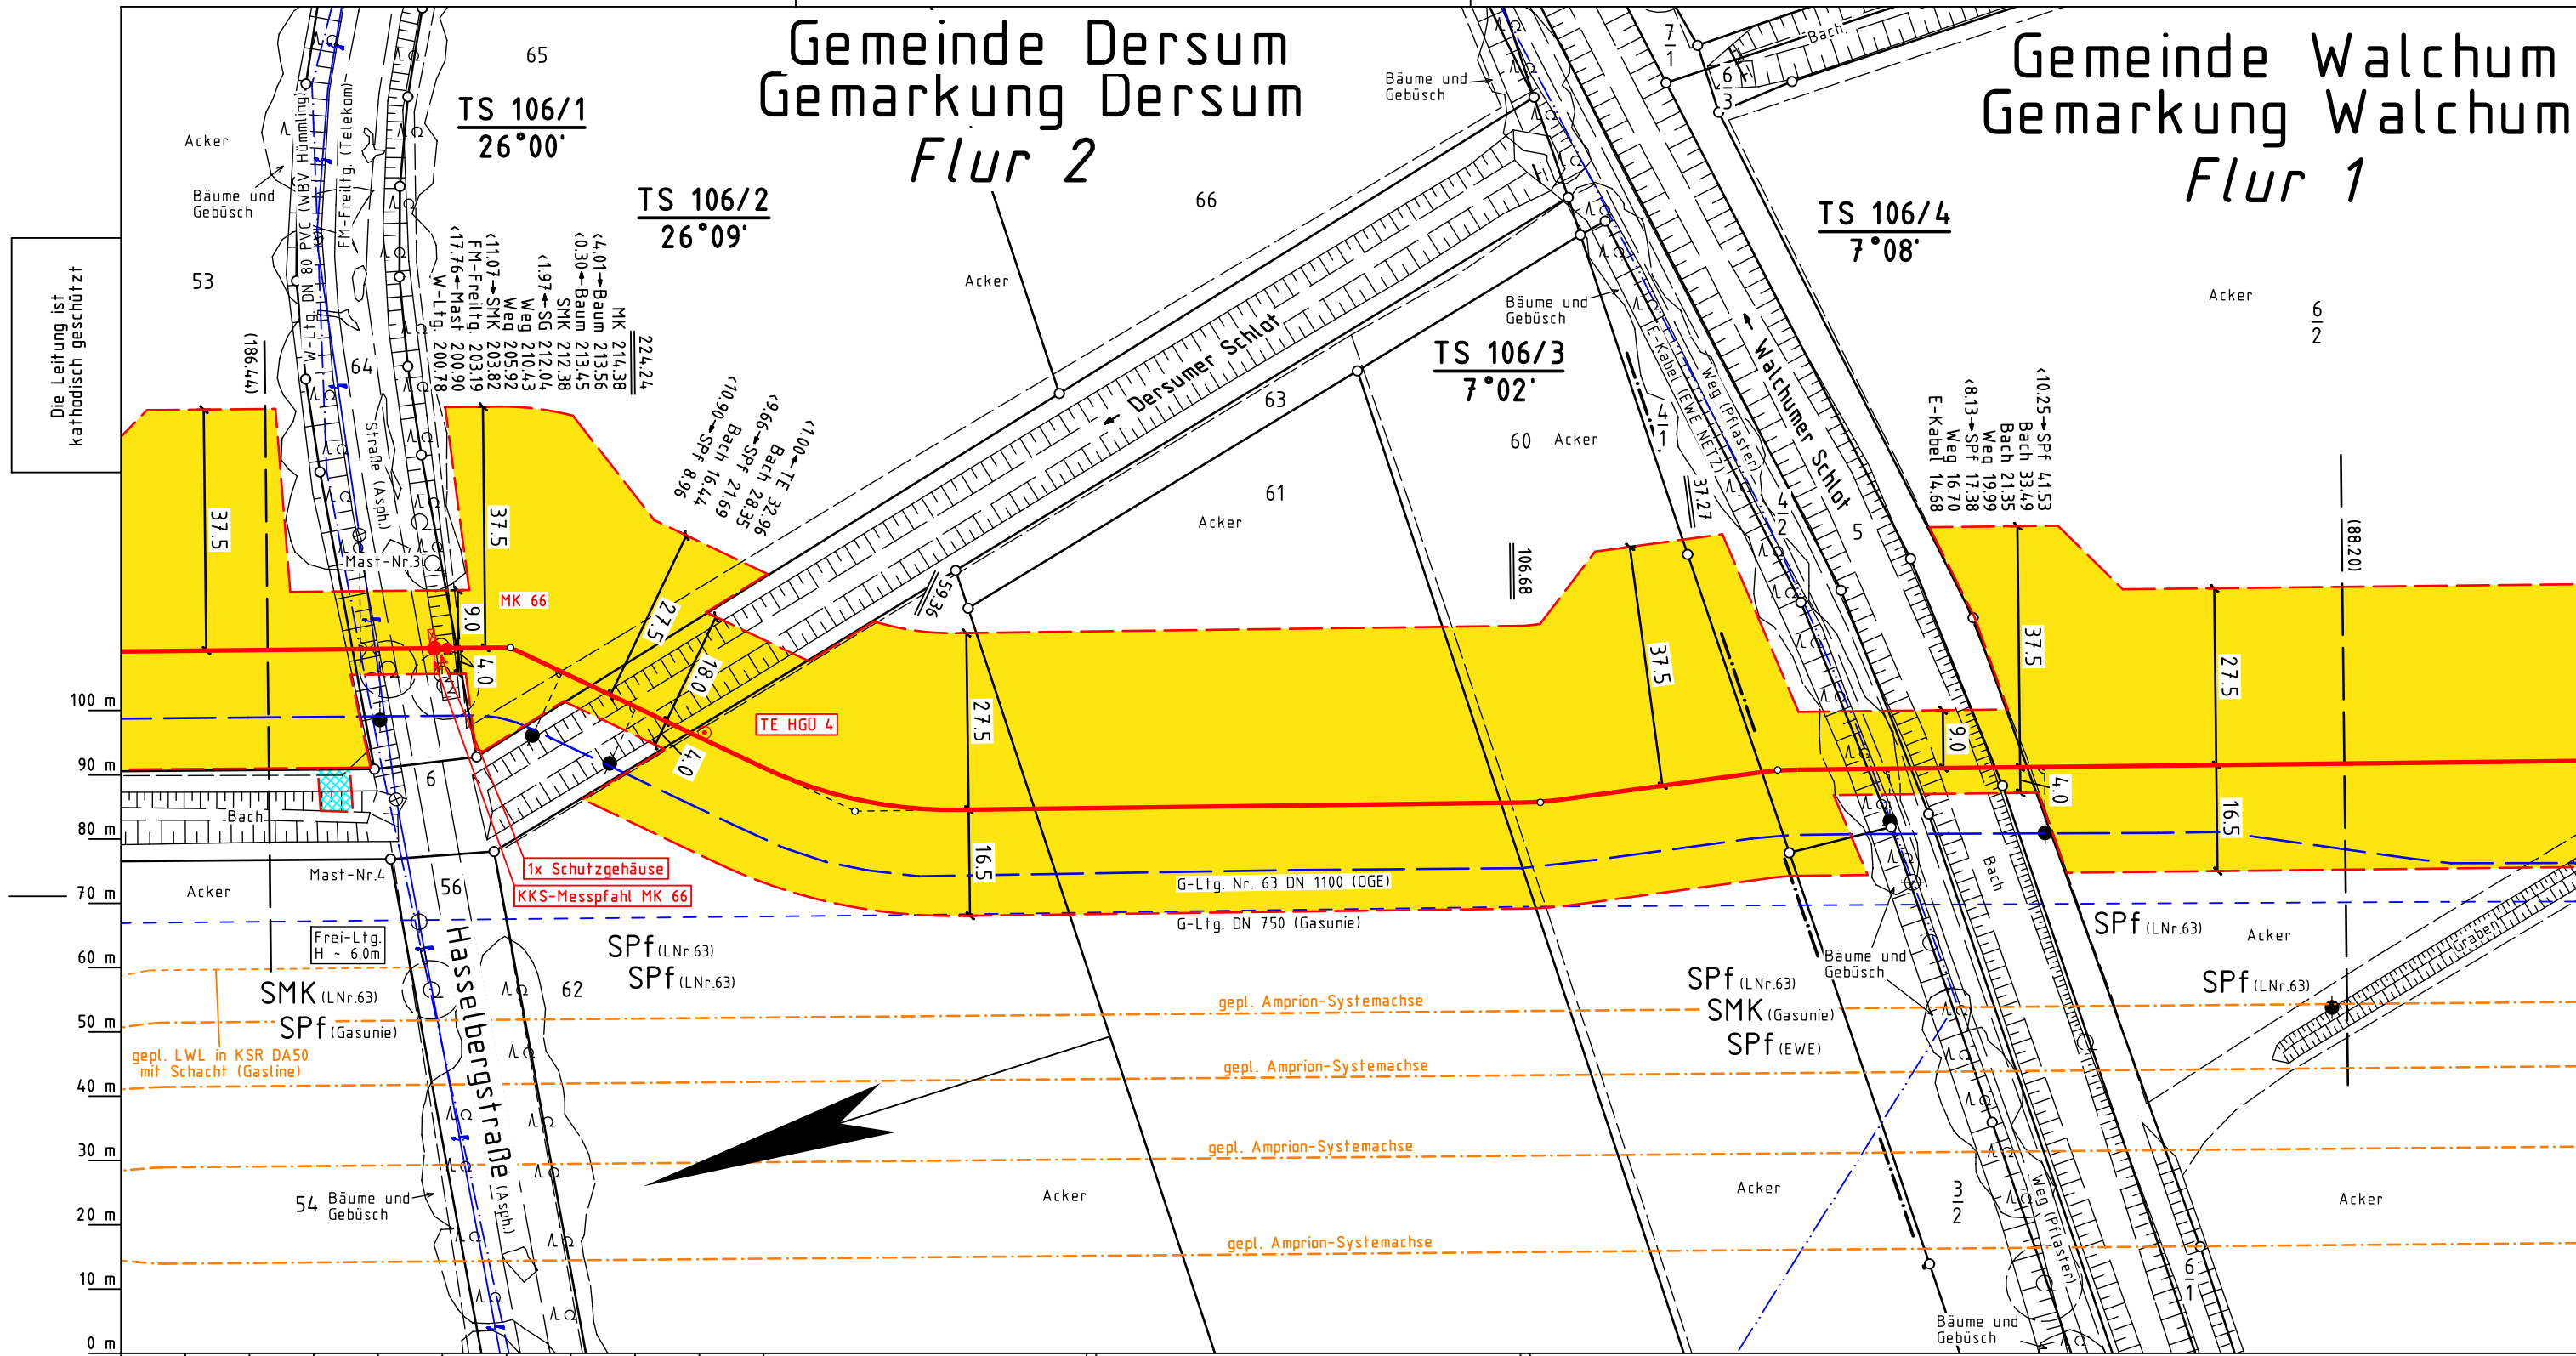 Gemeinde Dersum
Gemarkung Dersum
Flur 2
Gemeinde Walchum
Gemarkung Walchum
Flur 1
Die Leitung ist
kathodisch geschützt
65
TS 106/1
26°00'
TS 106/2
26°09'
66
Acker
Bäume und
Gebüsch
53
W-Ltg. DN 80 PVC (WBV Hümmling)
FM-Freiltg. (Telekom)
64
Straße (Asph.)
(186.44)
224.24
MK 214.38
<4.01→Baum 213.56
<0.30→Baum 213.45
SMK 212.38
<1.97→SG 212.04
Weg 210.43
Weg 205.92
<11.07→SMK 203.82
FM-Freiltg. 203.19
<17.76→Mast 200.90
W-Ltg. 200.78
<1.00→TE 32.96
Bach 28.35
<9.66→SPf 21.69
Bach 16.44
<10.90→SPf 8.96
Acker
Dersumer Schlot
Bäume und
Gebüsch
7
1
6
3
Bach
Bäume und
Gebüsch
TS 106/3
7°02'
TS 106/4
7°08'
Acker
6
2
63
61
Acker
60
Acker
4
1
37.27
106.68
59.36
E-Kabel (EWE NETZ)
Weg (Pflaster)
Walchumer Schlot
4
2
5
<10.25→SPf 41.53
Bach 33.49
Bach 21.35
Weg 19.99
<8.13→SPf 17.38
Weg 16.70
E-Kabel 14.68
(88.20)
37.5
37.5
Mast-Nr.3
9.0
MK 66
4.0
27.5
18.0
4.0
TE HGÜ 4
27.5
16.5
37.5
9.0
37.5
4.0
27.5
16.5
100 m
90 m
80 m
70 m
60 m
50 m
40 m
30 m
20 m
10 m
0 m
6
Bach
Mast-Nr.4
Acker
56
1x Schutzgehäuse
KKS-Messpfahl MK 66
G-Ltg. Nr. 63 DN 1100 (OGE)
G-Ltg. DN 750 (Gasunie)
Frei-Ltg.
H ~ 6,0m
Hasselbergstraße (Asph.)
SPf (LNr.63)
SPf (LNr.63)
SMK (LNr.63)
SPf (Gasunie)
62
gepl. LWL in KSR DA50
mit Schacht (Gasline)
gepl. Amprion-Systemachse
gepl. Amprion-Systemachse
gepl. Amprion-Systemachse
gepl. Amprion-Systemachse
SPf (LNr.63)
SMK (Gasunie)
SPf (EWE)
Bäume und
Gebüsch
Bach
SPf (LNr.63)
Acker
SPf (LNr.63)
Graben
54
Bäume und
Gebüsch
Acker
Acker
3
2
Weg (Pflaster)
6
1
Acker
Bäume und
Gebüsch